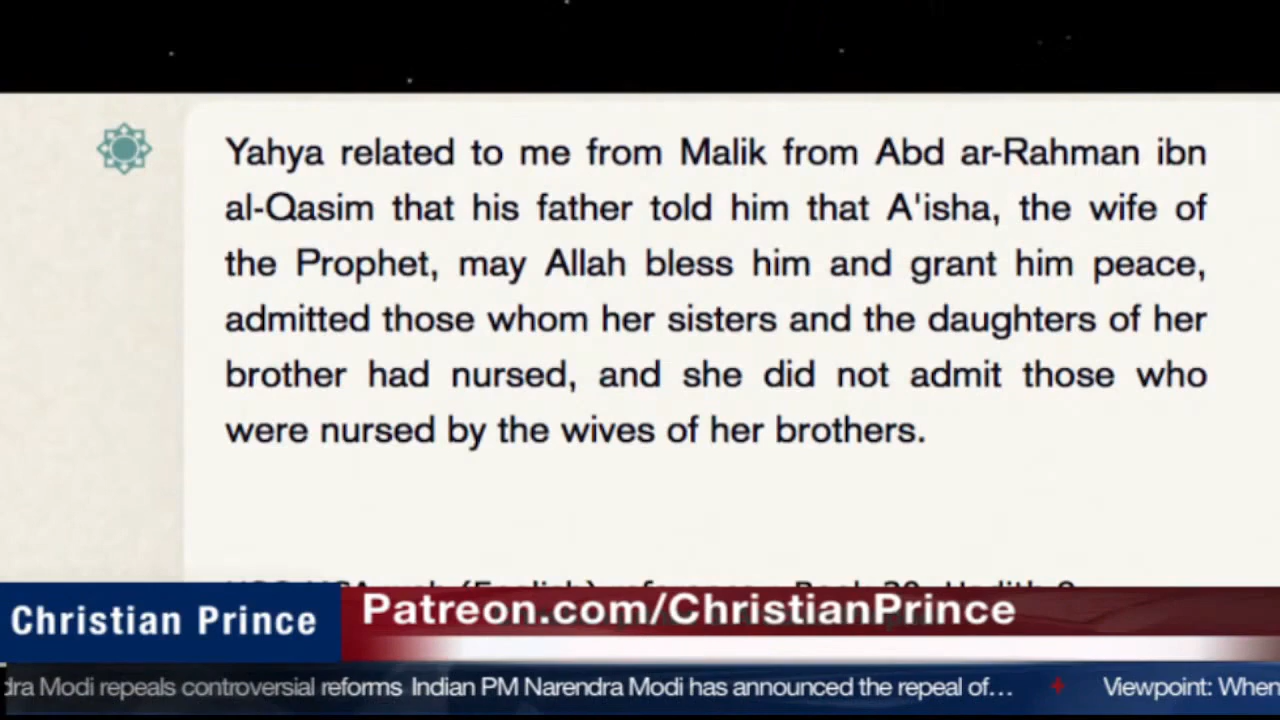 Yahya related to me from Malik from Abd ar-Rahman ibn
al-Qasim that his father told him that A'isha, the wife of
the Prophet, may Allah bless him and grant him peace,
admitted those whom her sisters and the daughters of her
brother had nursed, and she did not admit those who
were nursed by the wives of her brothers.
(English)
Christian Prince
Patreon.com/ChristianPrince
dra Modi repeals controversial reforms Indian PM Narendra Modi has announced the repeal of… Viewpoint: When